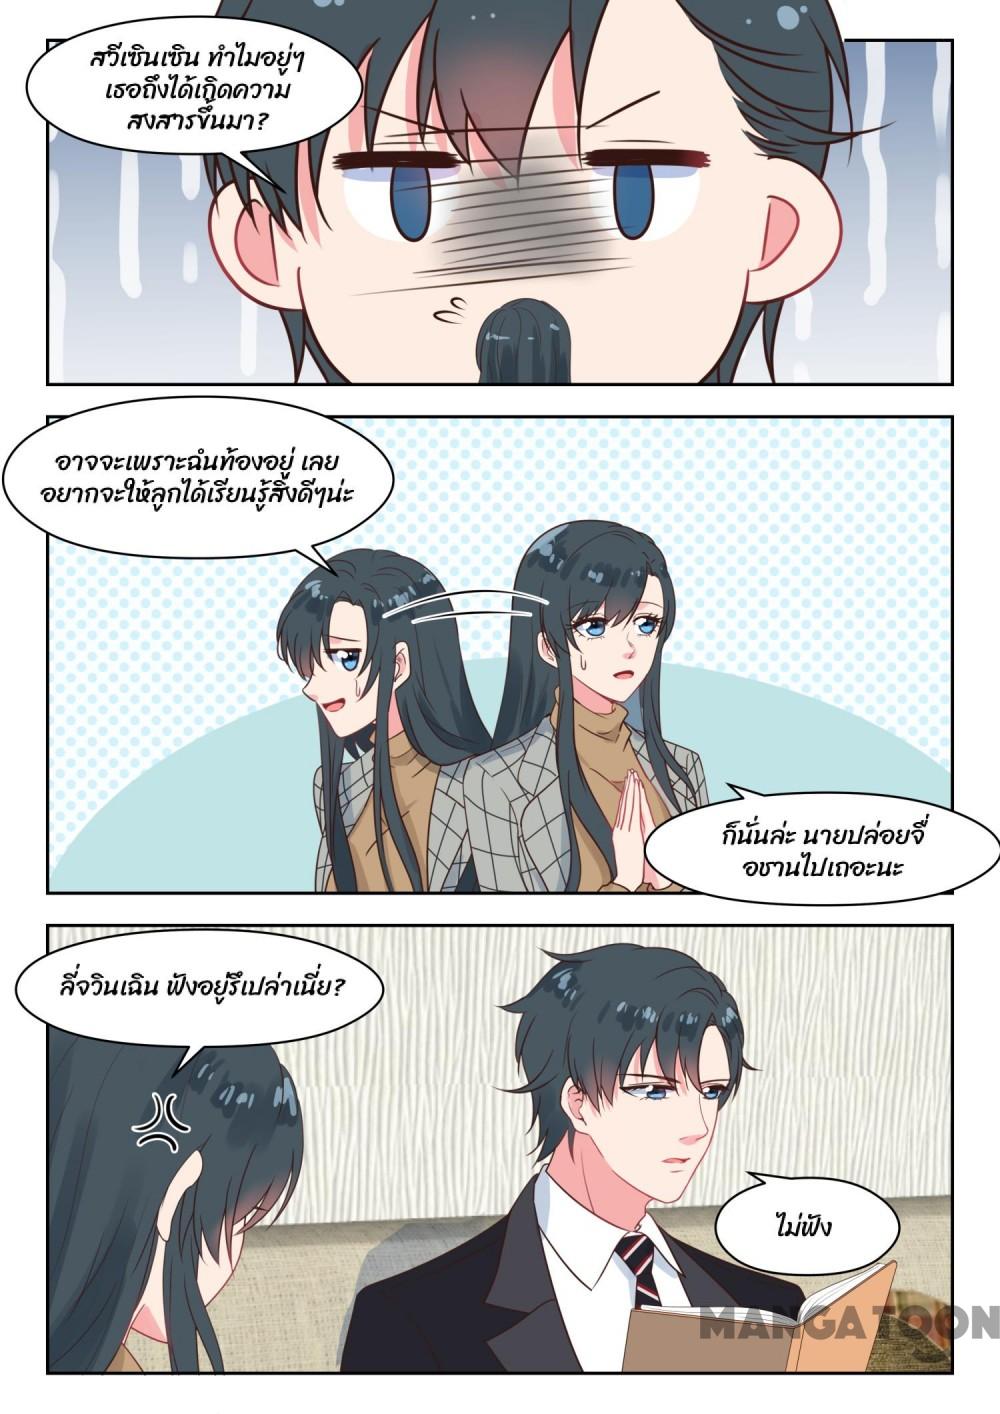 สวีเซินเซิน ทำไมอยู่ๆ
เธอถึงได้เกิดความ
สงสารขึ้นมา?
อาจจะเพราะฉันท้องอยู่ เลย
อยากจะให้ลูกได้เรียนรู้สิ่งดีๆน่ะ
ก็นั่นล่ะ นายปล่อยจื่
อชานไปเถอะนะ
ลี่จวินเฉิน ฟังอยู่รึเปล่าเนี่ย?
ไม่ฟัง
MANGATOON